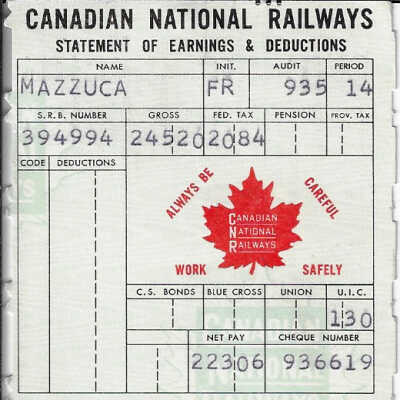 CANADIAN NATIONAL RAILWAYS
STATEMENT OF EARNINGS & DEDUCTIONS
NAME INIT. AUDIT PERIOD
MAZZUCA FR 935 14
S.R.B. NUMBER GROSS FED. TAX PENSION PROV. TAX
394994 24520 2084
CODE DEDUCTIONS
ALWAYS BE CAREFUL
CANADIAN
NATIONAL
RAILWAYS
WORK SAFELY
C.S. BONDS BLUE CROSS UNION U.I.C.
130
NET PAY CHEQUE NUMBER
22306 936619